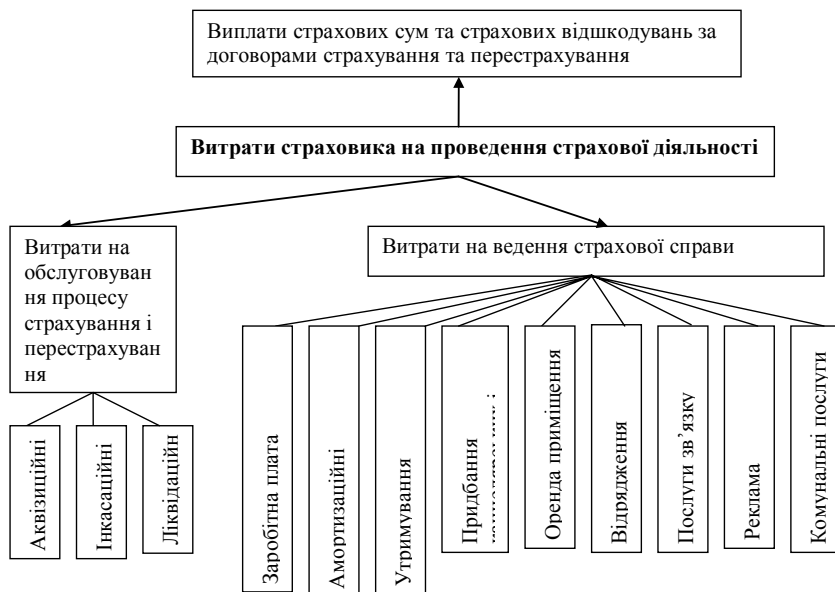 Виплати страхових сум та страхових відшкодувань за
договорами страхування та перестрахування
Витрати страховика на проведення страхової діяльності
Витрати на
обслуговуван
ня процесу
страхування і
перестрахуван
ня
Витрати на ведення страхової справи
Аквізиційні
Інкасаційні
Ліквідаційн
Заробітна плата
Амортизаційні
Утримування
Придбання
Оренда приміщення
Відрядження
Послуги зв’язку
Реклама
Комунальні послуги